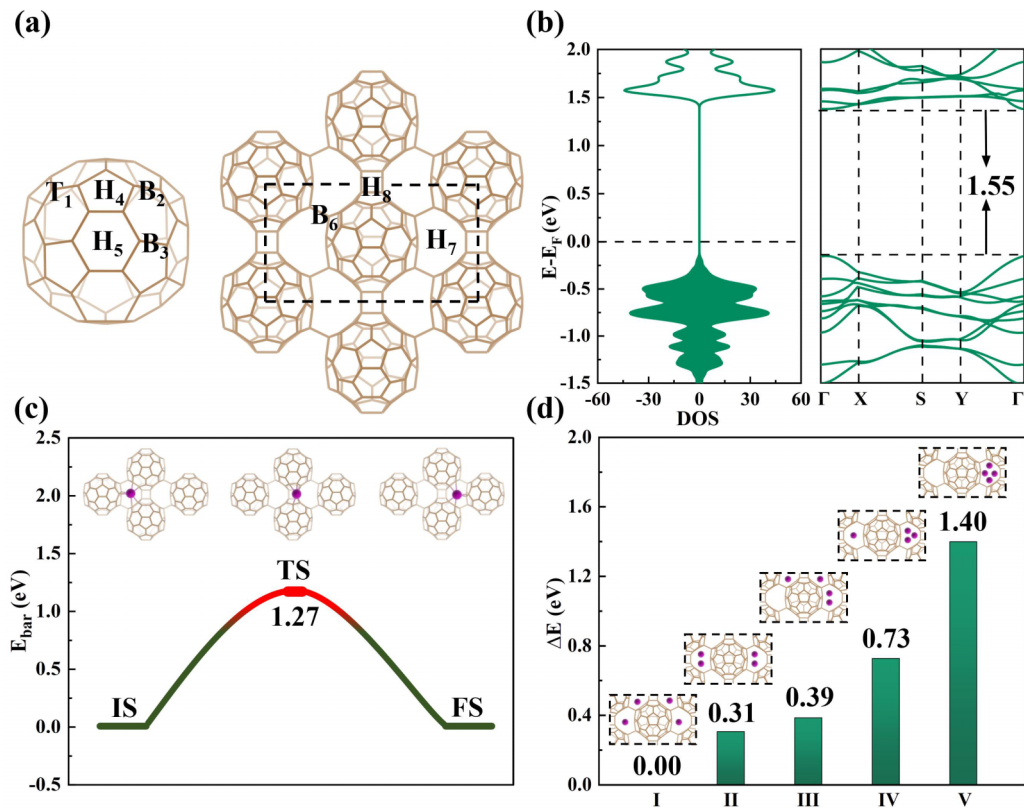 (a)
T1
H4
B2
H5
B3
H8
B6
H7
(b)
E-EF (eV)
2.0
1.5
1.0
0.5
0.0
-0.5
-1.0
-1.5
-60 -30 0 30 60
DOS
1.55
Γ X S Y Γ
(c)
Ebar (eV)
2.5
2.0
1.5
1.0
0.5
0.0
-0.5
TS
1.27
IS
FS
(d)
ΔE (eV)
2.0
1.6
1.2
0.8
0.4
0.0
0.00
0.31
0.39
0.73
1.40
I II III IV V